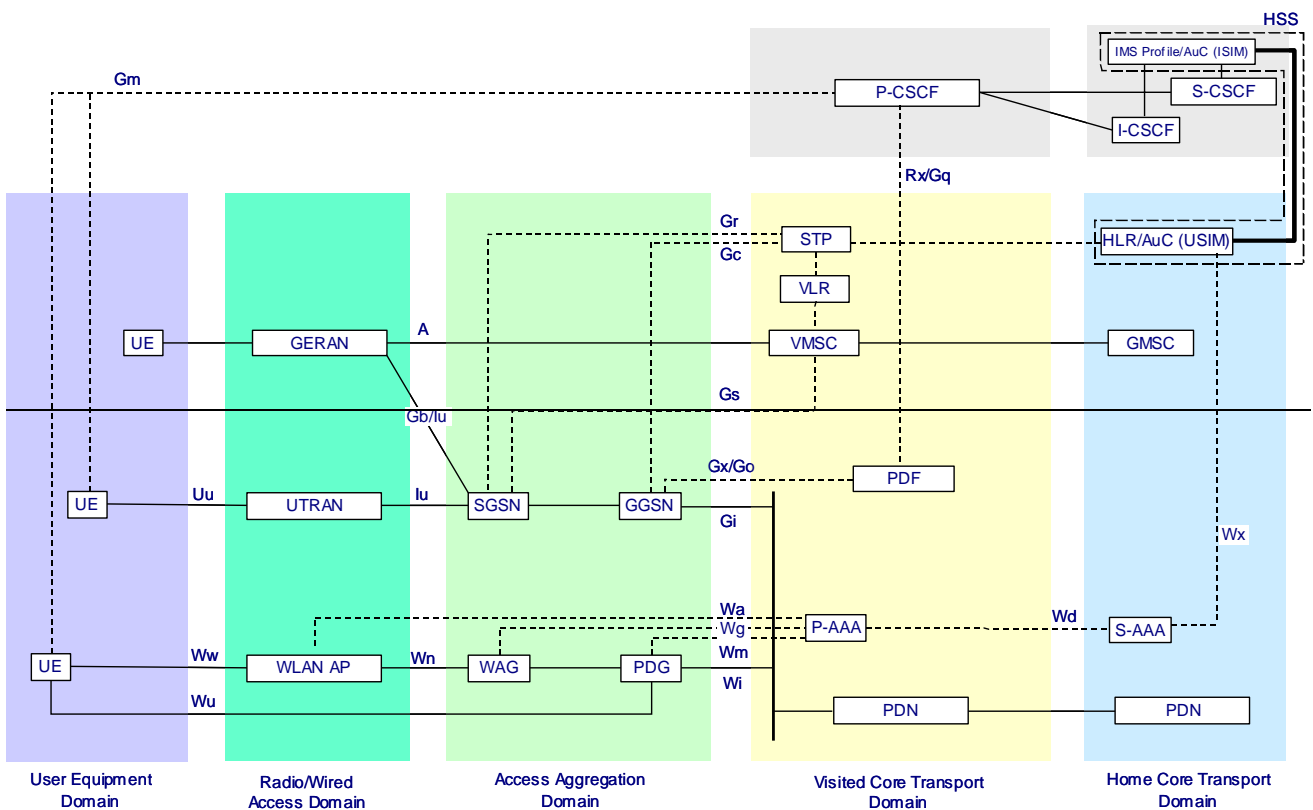 HSS
IMS Profile/AuC (ISIM)
Gm
P-CSCF
S-CSCF
I-CSCF
Rx/Gq
Gr
STP
HLR/AuC (USIM)
Gc
VLR
A
UE
GERAN
VMSC
GMSC
Gs
Gb/Iu
Gx/Go
PDF
Uu
Iu
UE
UTRAN
SGSN
GGSN
Gi
Wx
Wa
Wd
Wg
P-AAA
S-AAA
Ww
Wn
Wm
UE
WLAN AP
WAG
PDG
Wi
Wu
PDN
PDN
User Equipment
Domain
Radio/Wired
Access Domain
Access Aggregation
Domain
Visited Core Transport
Domain
Home Core Transport
Domain